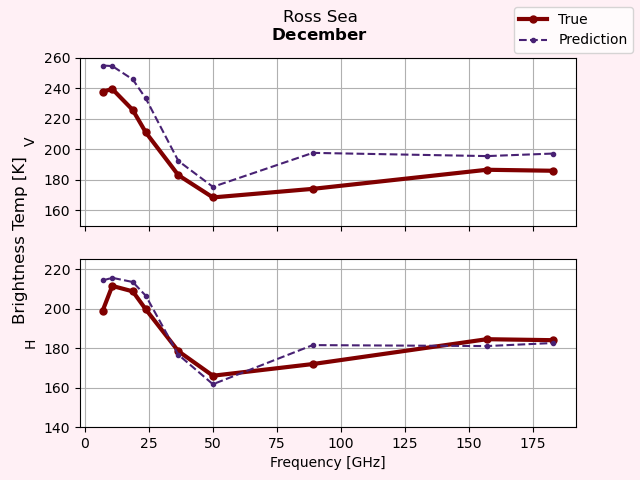 Ross Sea
December
True
Prediction
Brightness Temp [K]
V
260
240
220
200
180
160
H
220
200
180
160
140
0 25 50 75 100 125 150 175
Frequency [GHz]